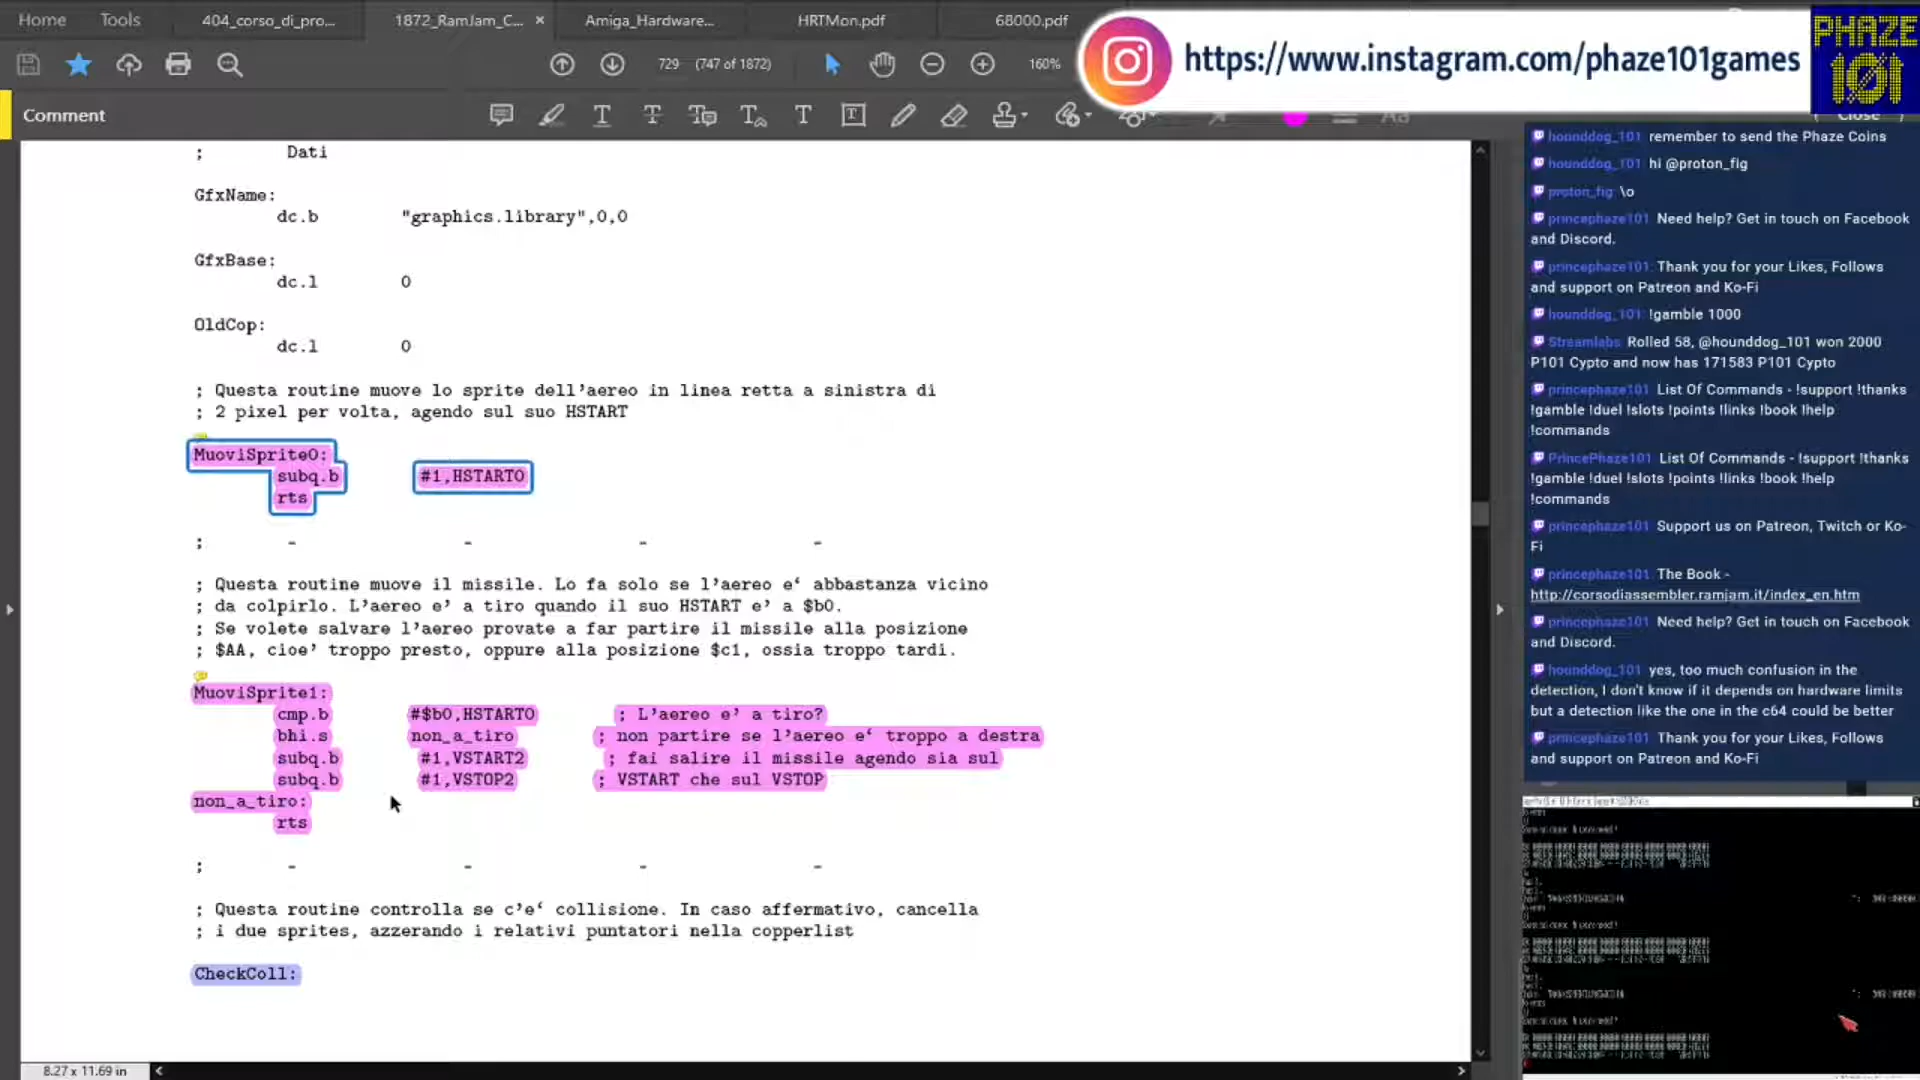 Home
Tools
404_corso_di_pro...
1872_RamJam_C... ×
Amiga_Hardware...
HRTMon.pdf
68000.pdf
https://www.instagram.com/phaze101games
PHAZE
101
729 (747 of 1872)
160%
Comment
Close
; Dati
GfxName:
dc.b "graphics.library",0,0
GfxBase:
dc.l 0
OldCop:
dc.l 0
; Questa routine muove lo sprite dell'aereo in linea retta a sinistra di
; 2 pixel per volta, agendo sul suo HSTART
MuoviSprite0:
subq.b #1,HSTART0
rts
; - - - -
; Questa routine muove il missile. Lo fa solo se l'aereo e‘ abbastanza vicino
; da colpirlo. L'aereo e' a tiro quando il suo HSTART e' a $b0.
; Se volete salvare l'aereo provate a far partire il missile alla posizione
; $AA, cioe' troppo presto, oppure alla posizione $c1, ossia troppo tardi.
MuoviSprite1:
cmp.b #$b0,HSTART0 ; L'aereo e' a tiro?
bhi.s non_a_tiro ; non partire se l'aereo e‘ troppo a destra
subq.b #1,VSTART2 ; fai salire il missile agendo sia sul
subq.b #1,VSTOP2 ; VSTART che sul VSTOP
non_a_tiro:
rts
; - - - -
; Questa routine controlla se c'e‘ collisione. In caso affermativo, cancella
; i due sprites, azzerando i relativi puntatori nella copperlist
CheckColl:
8.27 x 11.69 in
hounddog_101 remember to send the Phaze Coins
hounddog_101 hi @proton_fig
proton_fig \o
princephaze101 Need help? Get in touch on Facebook
and Discord.
princephaze101 Thank you for your Likes, Follows
and support on Patreon and Ko-Fi
hounddog_101 !gamble 1000
Streamlabs Rolled 58, @hounddog_101 won 2000
P101 Cypto and now has 171583 P101 Cypto
princephaze101 List Of Commands - !support !thanks
!gamble !duel !slots !points !links !book !help
!commands
PrincePhaze101 List Of Commands - !support !thanks
!gamble !duel !slots !points !links !book !help
!commands
princephaze101 Support us on Patreon, Twitch or Ko-
Fi
princephaze101 The Book -
http://corsodiassembler.ramjam.it/index_en.htm
princephaze101 Need help? Get in touch on Facebook
and Discord.
hounddog_101 yes, too much confusion in the
detection, I don't know if it depends on hardware limits
but a detection like the one in the c64 could be better
princephaze101 Thank you for your Likes, Follows
and support on Patreon and Ko-Fi